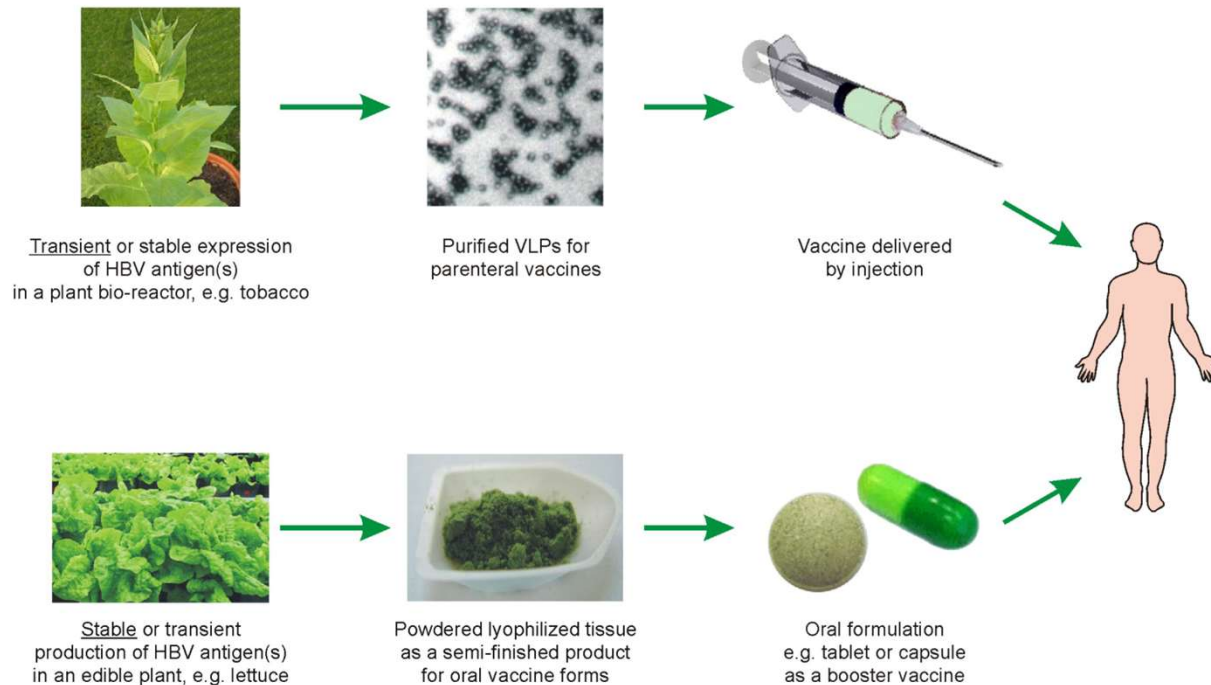 Transient or stable expression
of HBV antigen(s)
in a plant bio-reactor, e.g. tobacco
Purified VLPs for
parenteral vaccines
Vaccine delivered
by injection
Stable or transient
production of HBV antigen(s)
in an edible plant, e.g. lettuce
Powdered lyophilized tissue
as a semi-finished product
for oral vaccine forms
Oral formulation
e.g. tablet or capsule
as a booster vaccine